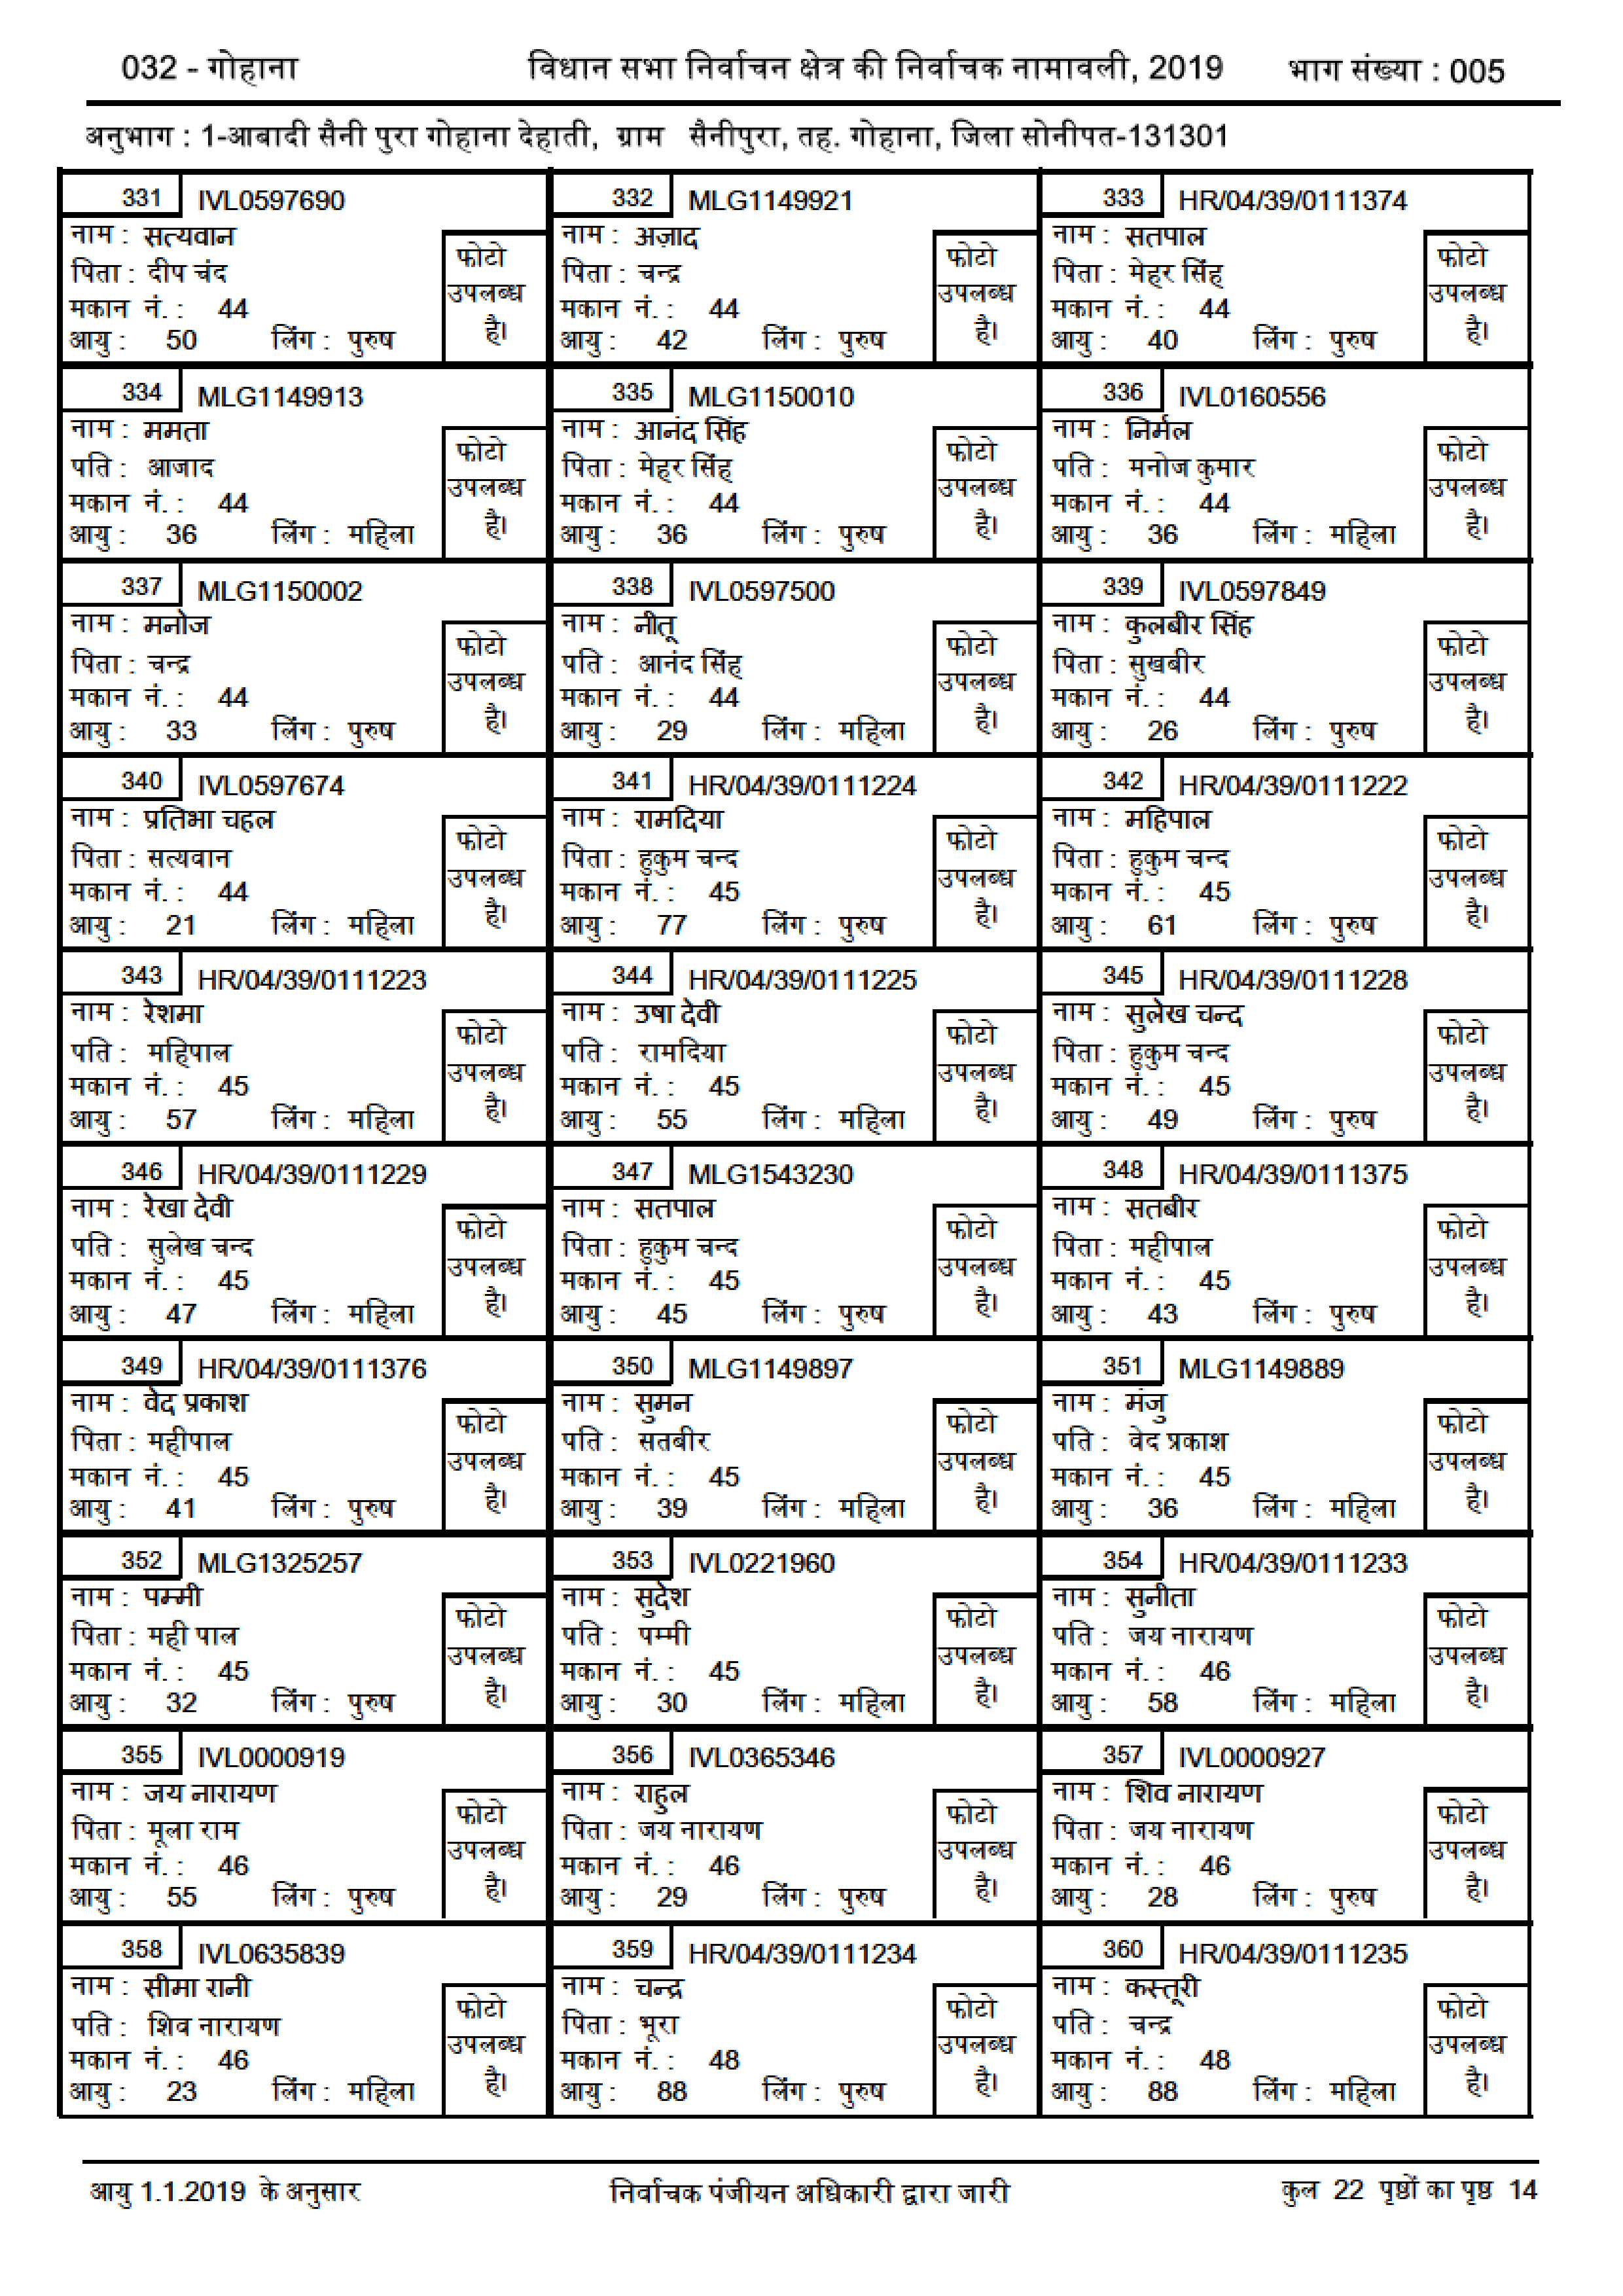 032 - गोहाना विधान सभा निर्वाचन क्षेत्र की निर्वाचक नामावली, 2019 भाग संख्या : 005
अनुभाग : 1-आबादी सैनी पुरा गोहाना देहाती, ग्राम सैनीपुरा, तह. गोहाना, जिला सोनीपत-131301
331 IVL0597690
नाम : सत्यवान
पिता : दीप चंद
मकान नं. : 44
आयु : 50 लिंग : पुरुष
फोटो
उपलब्ध
है।
332 MLG1149921
नाम : अज़ाद
पिता : चन्द्र
मकान नं. : 44
आयु : 42 लिंग : पुरुष
फोटो
उपलब्ध
है।
333 HR/04/39/0111374
नाम : सतपाल
पिता : मेहर सिंह
मकान नं. : 44
आयु : 40 लिंग : पुरुष
फोटो
उपलब्ध
है।
334 MLG1149913
नाम : ममता
पति : आजाद
मकान नं. : 44
आयु : 36 लिंग : महिला
फोटो
उपलब्ध
है।
335 MLG1150010
नाम : आनंद सिंह
पिता : मेहर सिंह
मकान नं. : 44
आयु : 36 लिंग : पुरुष
फोटो
उपलब्ध
है।
336 IVL0160556
नाम : निर्मल
पति : मनोज कुमार
मकान नं. : 44
आयु : 36 लिंग : महिला
फोटो
उपलब्ध
है।
337 MLG1150002
नाम : मनोज
पिता : चन्द्र
मकान नं. : 44
आयु : 33 लिंग : पुरुष
फोटो
उपलब्ध
है।
338 IVL0597500
नाम : नीतू
पति : आनंद सिंह
मकान नं. : 44
आयु : 29 लिंग : महिला
फोटो
उपलब्ध
है।
339 IVL0597849
नाम : कुलबीर सिंह
पिता : सुखबीर
मकान नं. : 44
आयु : 26 लिंग : पुरुष
फोटो
उपलब्ध
है।
340 IVL0597674
नाम : प्रतिभा चहल
पिता : सत्यवान
मकान नं. : 44
आयु : 21 लिंग : महिला
फोटो
उपलब्ध
है।
341 HR/04/39/0111224
नाम : रामदिया
पिता : हुकुम चन्द
मकान नं. : 45
आयु : 77 लिंग : पुरुष
फोटो
उपलब्ध
है।
342 HR/04/39/0111222
नाम : महिपाल
पिता : हुकुम चन्द
मकान नं. : 45
आयु : 61 लिंग : पुरुष
फोटो
उपलब्ध
है।
343 HR/04/39/0111223
नाम : रेशमा
पति : महिपाल
मकान नं. : 45
आयु : 57 लिंग : महिला
फोटो
उपलब्ध
है।
344 HR/04/39/0111225
नाम : उषा देवी
पति : रामदिया
मकान नं. : 45
आयु : 55 लिंग : महिला
फोटो
उपलब्ध
है।
345 HR/04/39/0111228
नाम : सुलेख चन्द
पिता : हुकुम चन्द
मकान नं. : 45
आयु : 49 लिंग : पुरुष
फोटो
उपलब्ध
है।
346 HR/04/39/0111229
नाम : रेखा देवी
पति : सुलेख चन्द
मकान नं. : 45
आयु : 47 लिंग : महिला
फोटो
उपलब्ध
है।
347 MLG1543230
नाम : सतपाल
पिता : हुकुम चन्द
मकान नं. : 45
आयु : 45 लिंग : पुरुष
फोटो
उपलब्ध
है।
348 HR/04/39/0111375
नाम : सतबीर
पिता : महीपाल
मकान नं. : 45
आयु : 43 लिंग : पुरुष
फोटो
उपलब्ध
है।
349 HR/04/39/0111376
नाम : वेद प्रकाश
पिता : महीपाल
मकान नं. : 45
आयु : 41 लिंग : पुरुष
फोटो
उपलब्ध
है।
350 MLG1149897
नाम : सुमन
पति : सतबीर
मकान नं. : 45
आयु : 39 लिंग : महिला
फोटो
उपलब्ध
है।
351 MLG1149889
नाम : मंजु
पति : वेद प्रकाश
मकान नं. : 45
आयु : 36 लिंग : महिला
फोटो
उपलब्ध
है।
352 MLG1325257
नाम : पम्मी
पिता : मही पाल
मकान नं. : 45
आयु : 32 लिंग : पुरुष
फोटो
उपलब्ध
है।
353 IVL0221960
नाम : सुदेश
पति : पम्मी
मकान नं. : 45
आयु : 30 लिंग : महिला
फोटो
उपलब्ध
है।
354 HR/04/39/0111233
नाम : सुनीता
पति : जय नारायण
मकान नं. : 46
आयु : 58 लिंग : महिला
फोटो
उपलब्ध
है।
355 IVL0000919
नाम : जय नारायण
पिता : मूला राम
मकान नं. : 46
आयु : 55 लिंग : पुरुष
फोटो
उपलब्ध
है।
356 IVL0365346
नाम : राहुल
पिता : जय नारायण
मकान नं. : 46
आयु : 29 लिंग : पुरुष
फोटो
उपलब्ध
है।
357 IVL0000927
नाम : शिव नारायण
पिता : जय नारायण
मकान नं. : 46
आयु : 28 लिंग : पुरुष
फोटो
उपलब्ध
है।
358 IVL0635839
नाम : सीमा रानी
पति : शिव नारायण
मकान नं. : 46
आयु : 23 लिंग : महिला
फोटो
उपलब्ध
है।
359 HR/04/39/0111234
नाम : चन्द्र
पिता : भूरा
मकान नं. : 48
आयु : 88 लिंग : पुरुष
फोटो
उपलब्ध
है।
360 HR/04/39/0111235
नाम : कस्तूरी
पति : चन्द्र
मकान नं. : 48
आयु : 88 लिंग : महिला
फोटो
उपलब्ध
है।
आयु 1.1.2019 के अनुसार निर्वाचक पंजीयन अधिकारी द्वारा जारी कुल 22 पृष्ठों का पृष्ठ 14